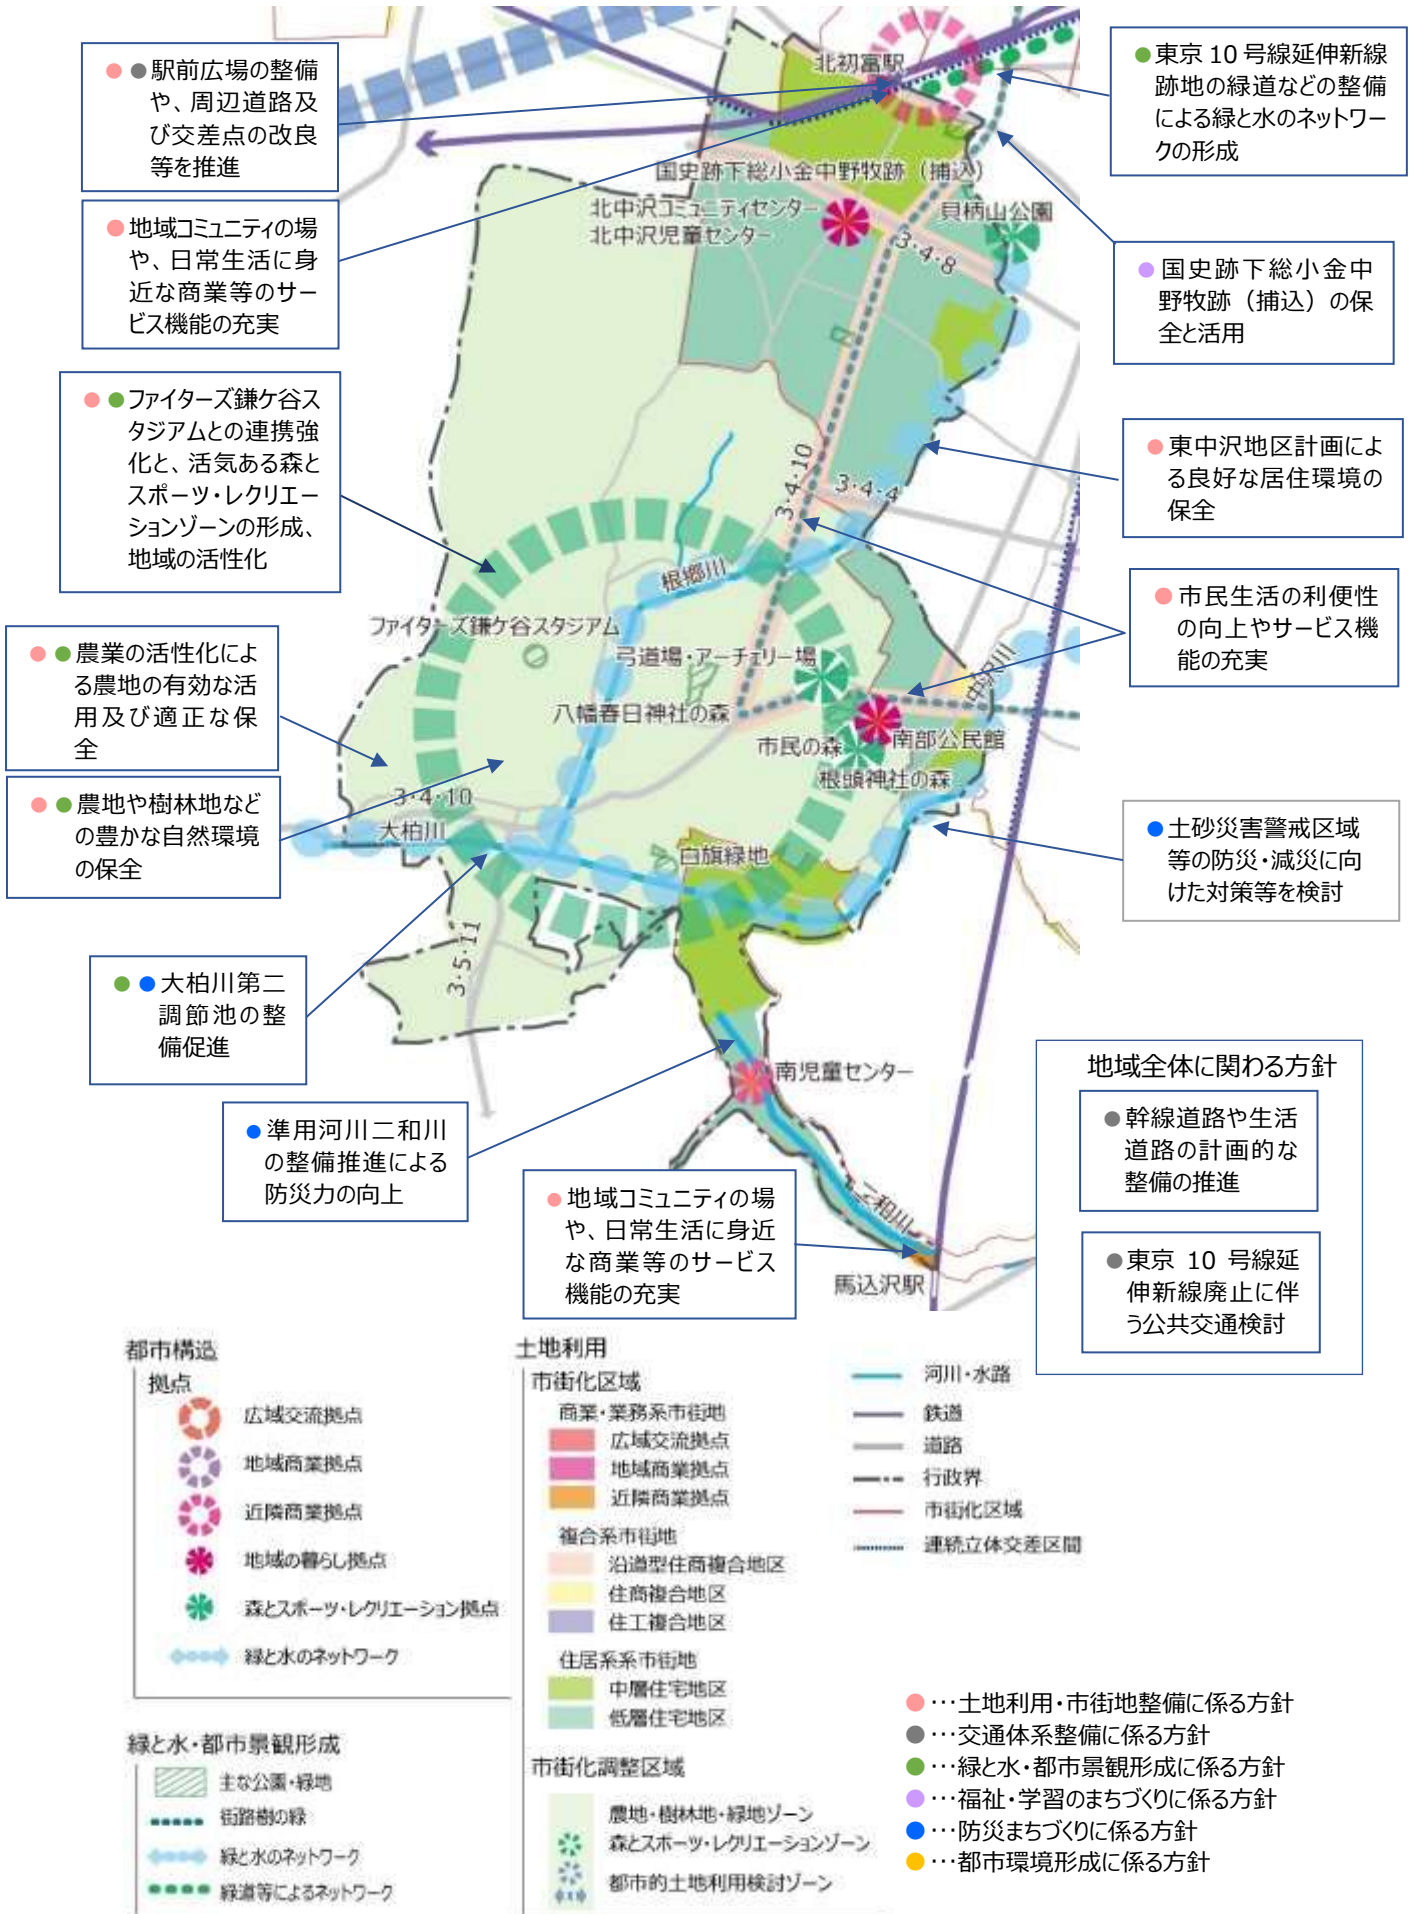 ●●駅前広場の整備
や、周辺道路及
び交差点の改良
等を推進
●地域コミュニティの場
や、日常生活に身
近な商業等のサー
ビス機能の充実
●●ファイターズ鎌ケ谷ス
タジアムとの連携強
化と、活気ある森と
スポーツ・レクリエー
ションゾーンの形成、
地域の活性化
●●農業の活性化によ
る農地の有効な活
用及び適正な保
全
●●農地や樹林地など
の豊かな自然環境
の保全
●●大柏川第二
調節池の整
備促進
●準用河川二和川
の整備推進による
防災力の向上
●地域コミュニティの場
や、日常生活に身近
な商業等のサービス
機能の充実
●東京10号線延伸新線
跡地の緑道などの整備
による緑と水のネットワー
クの形成
●国史跡下総小金中
野牧跡（捕込）の保
全と活用
●東中沢地区計画によ
る良好な居住環境の
保全
●市民生活の利便性
の向上やサービス機
能の充実
●土砂災害警戒区域
等の防災・減災に向
けた対策等を検討
地域全体に関わる方針
●幹線道路や生活
道路の計画的な
整備の推進
●東京10号線延
伸新線廃止に伴
う公共交通検討
北初富駅
国史跡下総小金中野牧跡（捕込）
北中沢コミュニティセンター
北中沢児童センター
貝柄山公園
3・4・8
3・4・10
3・4・4
根郷川
ファイターズ鎌ケ谷スタジアム
弓道場・アーチェリー場
中沢川
八幡春日神社の森
市民の森
南部公民館
根頭神社の森
3・4・10
大柏川
白旗緑地
3・5・11
南児童センター
二和川
馬込沢駅
都市構造
拠点
広域交流拠点
地域商業拠点
近隣商業拠点
地域の暮らし拠点
森とスポーツ・レクリエーション拠点
緑と水のネットワーク
緑と水・都市景観形成
主な公園・緑地
街路樹の緑
緑と水のネットワーク
緑道等によるネットワーク
土地利用
市街化区域
商業・業務系市街地
広域交流拠点
地域商業拠点
近隣商業拠点
複合系市街地
沿道型住商複合地区
住商複合地区
住工複合地区
住居系系市街地
中層住宅地区
低層住宅地区
市街化調整区域
農地・樹林地・緑地ゾーン
森とスポーツ・レクリエーションゾーン
都市的土地利用検討ゾーン
河川・水路
鉄道
道路
行政界
市街化区域
連続立体交差区間
●…土地利用・市街地整備に係る方針
●…交通体系整備に係る方針
●…緑と水・都市景観形成に係る方針
●…福祉・学習のまちづくりに係る方針
●…防災まちづくりに係る方針
●…都市環境形成に係る方針